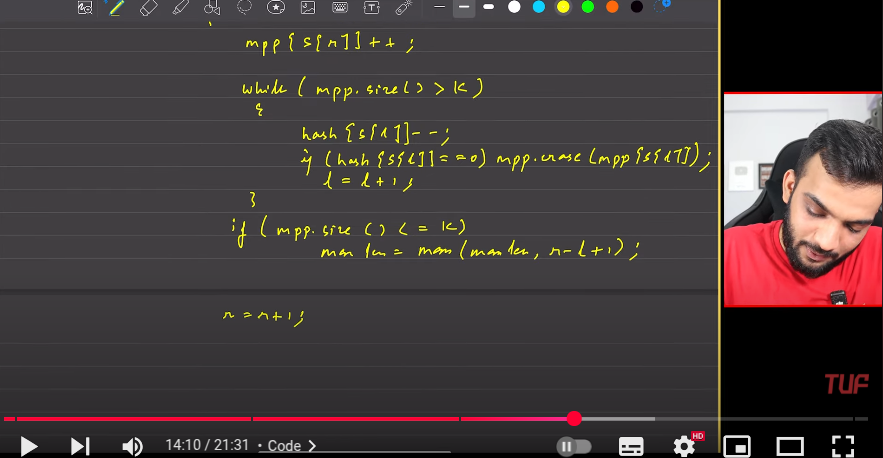 mpp[s[r]]++;
while(mpp.size()>K)
{
hash[s[l]]--;
if(hash[s[l]]==0) mpp.erase(mpp[s[l]]);
l = l+1;
}
if(mpp.size()<=K)
maxlen = max(maxlen, r-l+1);
r = r+1;
TUF
14:10 / 21:31 • Code >
HD